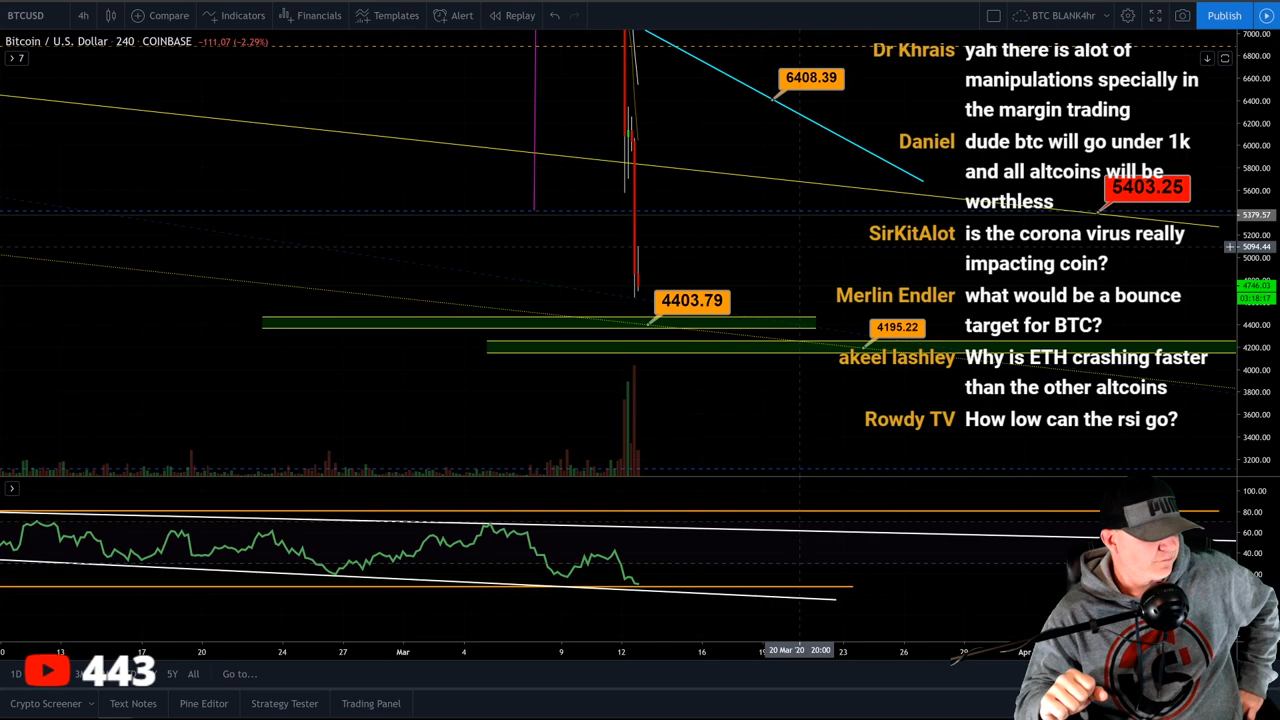 BTCUSD 4h Compare Indicators Financials Templates Alert Replay BTC BLANK4hr Publish
Bitcoin / U.S. Dollar · 240 · COINBASE -111.07 (-2.29%)
7
Dr Khrais yah there is alot of
manipulations specially in
the margin trading
Daniel dude btc will go under 1k
and all altcoins will be
worthless
SirKitAlot is the corona virus really
impacting coin?
Merlin Endler what would be a bounce
target for BTC?
akeel lashley Why is ETH crashing faster
than the other altcoins
Rowdy TV How low can the rsi go?
6408.39
5403.25
4403.79
4195.22
7000.00
6800.00
6600.00
6400.00
6200.00
6000.00
5800.00
5600.00
5379.57
5200.00
5094.44
5000.00
4746.03
03:18:17
4400.00
4200.00
4000.00
3800.00
3600.00
3400.00
3200.00
100.00
80.00
60.00
40.00
13 17 20 24 27 Mar 4 9 12 16 20 Mar '20 20:00 23 26 Apr
1D 5Y All Go to...
443
Crypto Screener Text Notes Pine Editor Strategy Tester Trading Panel